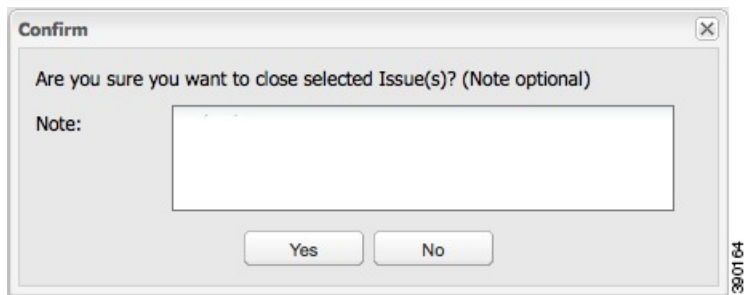 Confirm
Are you sure you want to close selected Issue(s)? (Note optional)
Note:
Yes
No
390164